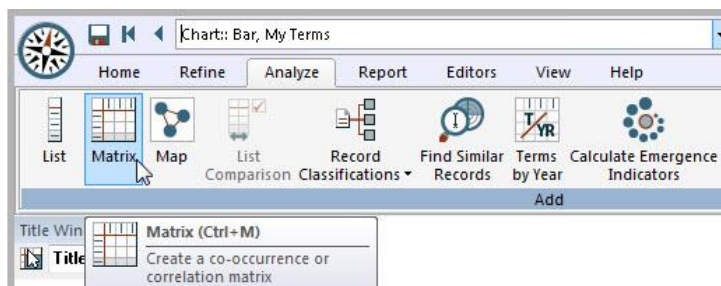 Chart:: Bar, My Terms
Home Refine Analyze Report Editors View Help
List Matrix Map List Comparison Record Classifications Find Similar Records T/YR Terms by Year Calculate Emergence Indicators
Add
Title Win
Title
Matrix (Ctrl+M)
Create a co-occurrence or
correlation matrix